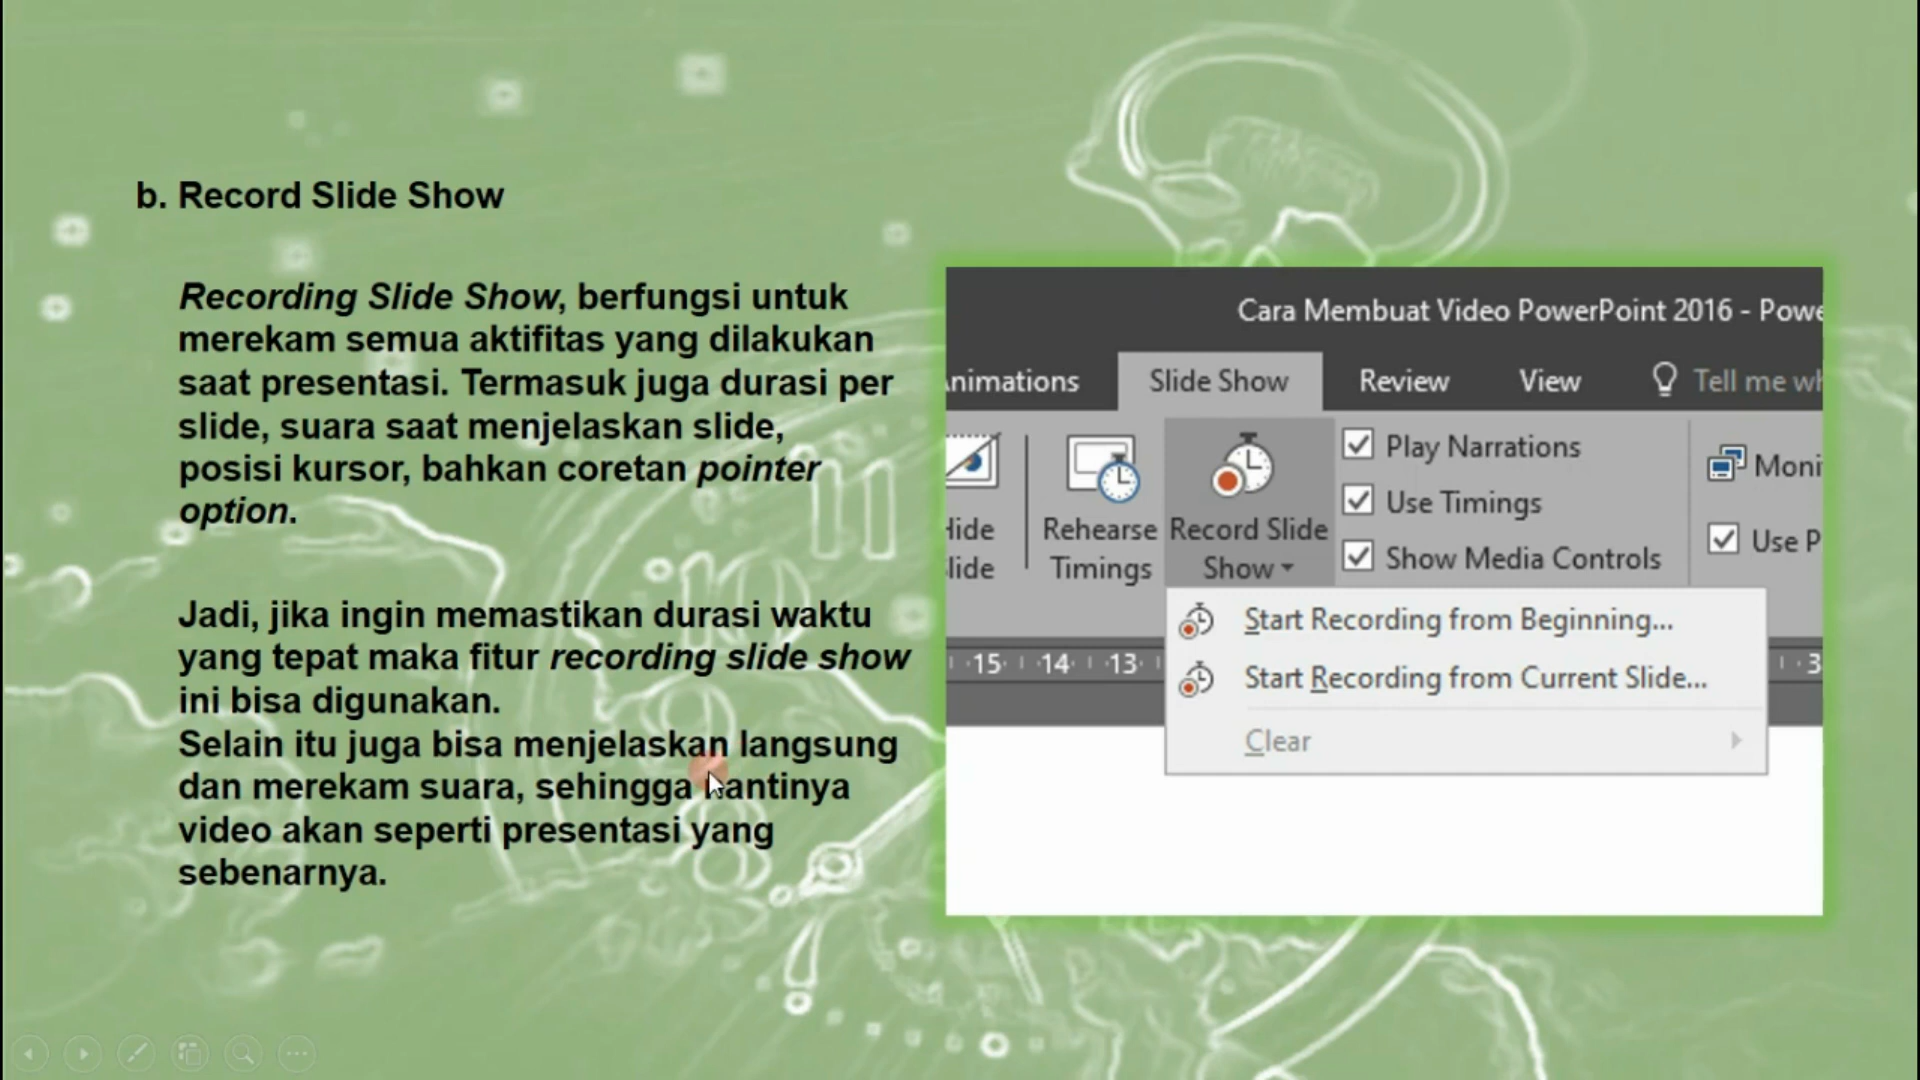 b. Record Slide Show
Recording Slide Show, berfungsi untuk
merekam semua aktifitas yang dilakukan
saat presentasi. Termasuk juga durasi per
slide, suara saat menjelaskan slide,
posisi kursor, bahkan coretan pointer
option.
Jadi, jika ingin memastikan durasi waktu
yang tepat maka fitur recording slide show
ini bisa digunakan.
Selain itu juga bisa menjelaskan langsung
dan merekam suara, sehingga nantinya
video akan seperti presentasi yang
sebenarnya.
Cara Membuat Video PowerPoint 2016 - Powe
nimations Slide Show Review View Tell me wh
Play Narrations
Use Timings
Show Media Controls
Moni
Use P
Hide
lide
Rehearse
Timings
Record Slide
Show
15 14 13 3
Start Recording from Beginning...
Start Recording from Current Slide...
Clear
11